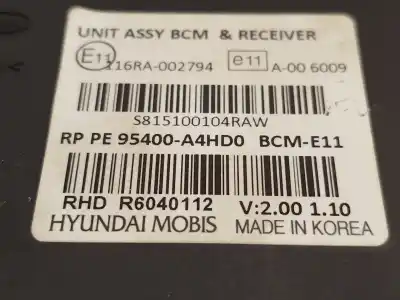 UNIT ASSY BCM & RECEIVER
E11 116RA-002794 e11 A-00 6009
S815100104RAW
RP PE 95400-A4HD0 BCM-E11
RHD R6040112 V:2.00 1.10
HYUNDAI MOBIS MADE IN KOREA